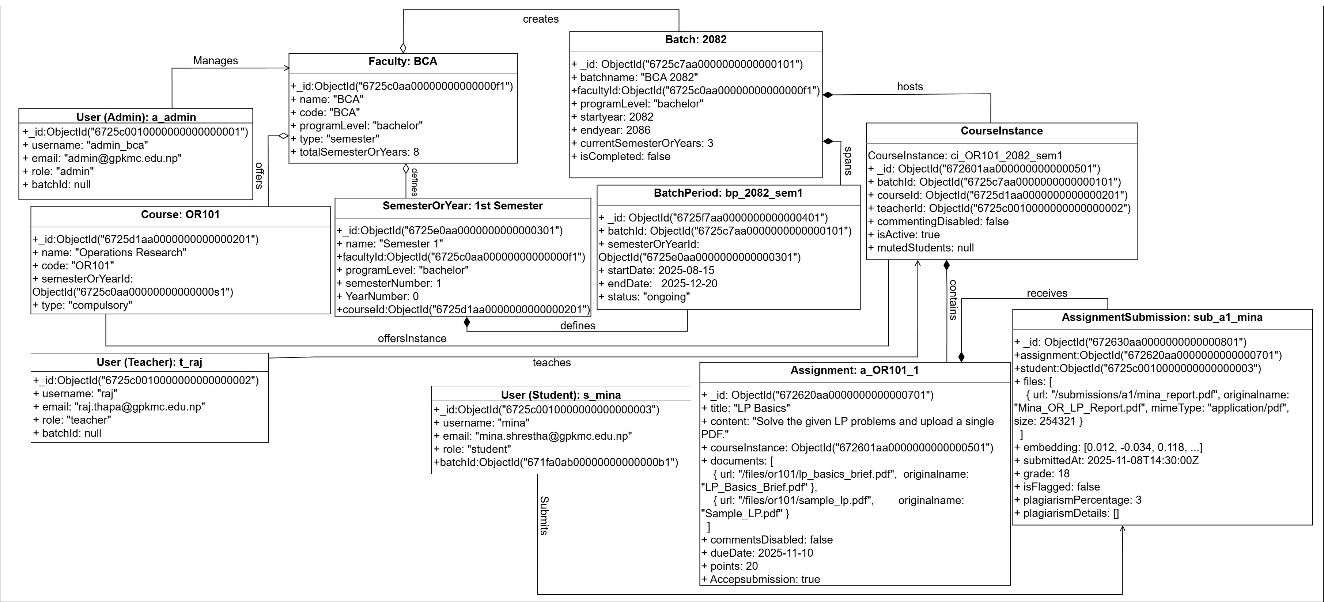 creates
Manages
Faculty: BCA
+_id:ObjectId("6725c0aa00000000000000f1")
+ name: "BCA"
+ code: "BCA"
+ programLevel: "bachelor"
+ type: "semester"
+ totalSemesterOrYears: 8
Batch: 2082
+ _id: ObjectId("6725c7aa0000000000000101")
+ batchname: "BCA 2082"
+facultyId:ObjectId("6725c0aa00000000000000f1")
+ programLevel: "bachelor"
+ startyear: 2082
+ endyear: 2086
+ currentSemesterOrYears: 3
+ isCompleted: false
hosts
spans
User (Admin): a_admin
+_id:ObjectId("6725c0010000000000000001")
+ username: "admin_bca"
+ email: "admin@gpkmc.edu.np"
+ role: "admin"
+ batchId: null
offers
defines
CourseInstance
CourseInstance: ci_OR101_2082_sem1
+ _id: ObjectId("672601aa0000000000000501")
+ batchId: ObjectId("6725c7aa0000000000000101")
+ courseId: ObjectId("6725d1aa0000000000000201")
+ teacherId: ObjectId("6725c0010000000000000002")
+ commentingDisabled: false
+ isActive: true
+ mutedStudents: null
Course: OR101
+_id:ObjectId("6725d1aa0000000000000201")
+ name: "Operations Research"
+ code: "OR101"
+ semesterOrYearId:
ObjectId("6725c0aa00000000000000s1")
+ type: "compulsory"
SemesterOrYear: 1st Semester
+_id:ObjectId("6725e0aa0000000000000301")
+ name: "Semester 1"
+facultyId:ObjectId("6725c0aa00000000000000f1")
+ programLevel: "bachelor"
+ semesterNumber: 1
+ YearNumber: 0
+courseId:ObjectId("6725d1aa0000000000000201")
BatchPeriod: bp_2082_sem1
+ _id: ObjectId("6725f7aa0000000000000401")
+ batchId: ObjectId("6725c7aa0000000000000101")
+ semesterOrYearId:
ObjectId("6725e0aa0000000000000301")
+ startDate: 2025-08-15
+ endDate: 2025-12-20
+ status: "ongoing"
defines
offersInstance
contains
receives
teaches
User (Teacher): t_raj
+_id:ObjectId("6725c0010000000000000002")
+ username: "raj"
+ email: "raj.thapa@gpkmc.edu.np"
+ role: "teacher"
+ batchId: null
User (Student): s_mina
+_id:ObjectId("6725c0010000000000000003")
+ username: "mina"
+ email: "mina.shrestha@gpkmc.edu.np"
+ role: "student"
+batchId:ObjectId("671fa0ab00000000000000b1")
Submits
Assignment: a_OR101_1
+ _id: ObjectId("672620aa0000000000000701")
+ title: "LP Basics"
+ content: "Solve the given LP problems and upload a single
PDF."
+ courseInstance: ObjectId("672601aa0000000000000501")
+ documents: [
{ url: "/files/or101/lp_basics_brief.pdf", originalname:
"LP_Basics_Brief.pdf" },
{ url: "/files/or101/sample_lp.pdf", originalname:
"Sample_LP.pdf" }
]
+ commentsDisabled: false
+ dueDate: 2025-11-10
+ points: 20
+ Accepsubmission: true
AssignmentSubmission: sub_a1_mina
+ _id: ObjectId("672630aa0000000000000801")
+assignment:ObjectId("672620aa0000000000000701")
+student:ObjectId("6725c0010000000000000003")
+ files: [
{ url: "/submissions/a1/mina_report.pdf", originalname:
"Mina_OR_LP_Report.pdf", mimeType: "application/pdf",
size: 254321 }
]
+ embedding: [0.012, -0.034, 0.118, ...]
+ submittedAt: 2025-11-08T14:30:00Z
+ grade: 18
+ isFlagged: false
+ plagiarismPercentage: 3
+ plagiarismDetails: []